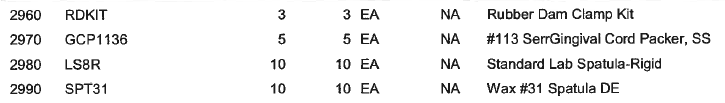 2960 RDKIT 3 3 EA NA Rubber Dam Clamp Kit
2970 GCP1136 5 5 EA NA #113 SerrGingival Cord Packer, SS
2980 LS8R 10 10 EA NA Standard Lab Spatula-Rigid
2990 SPT31 10 10 EA NA Wax #31 Spatula DE